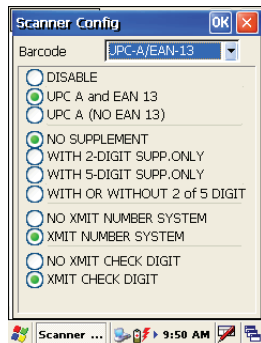 Scanner Config OK
Barcode UPC-A/EAN-13
DISABLE
UPC A and EAN 13
UPC A (NO EAN 13)
NO SUPPLEMENT
WITH 2-DIGIT SUPP.ONLY
WITH 5-DIGIT SUPP.ONLY
WITH OR WITHOUT 2 of 5 DIGIT
NO XMIT NUMBER SYSTEM
XMIT NUMBER SYSTEM
NO XMIT CHECK DIGIT
XMIT CHECK DIGIT
Scanner ... 9:50 AM